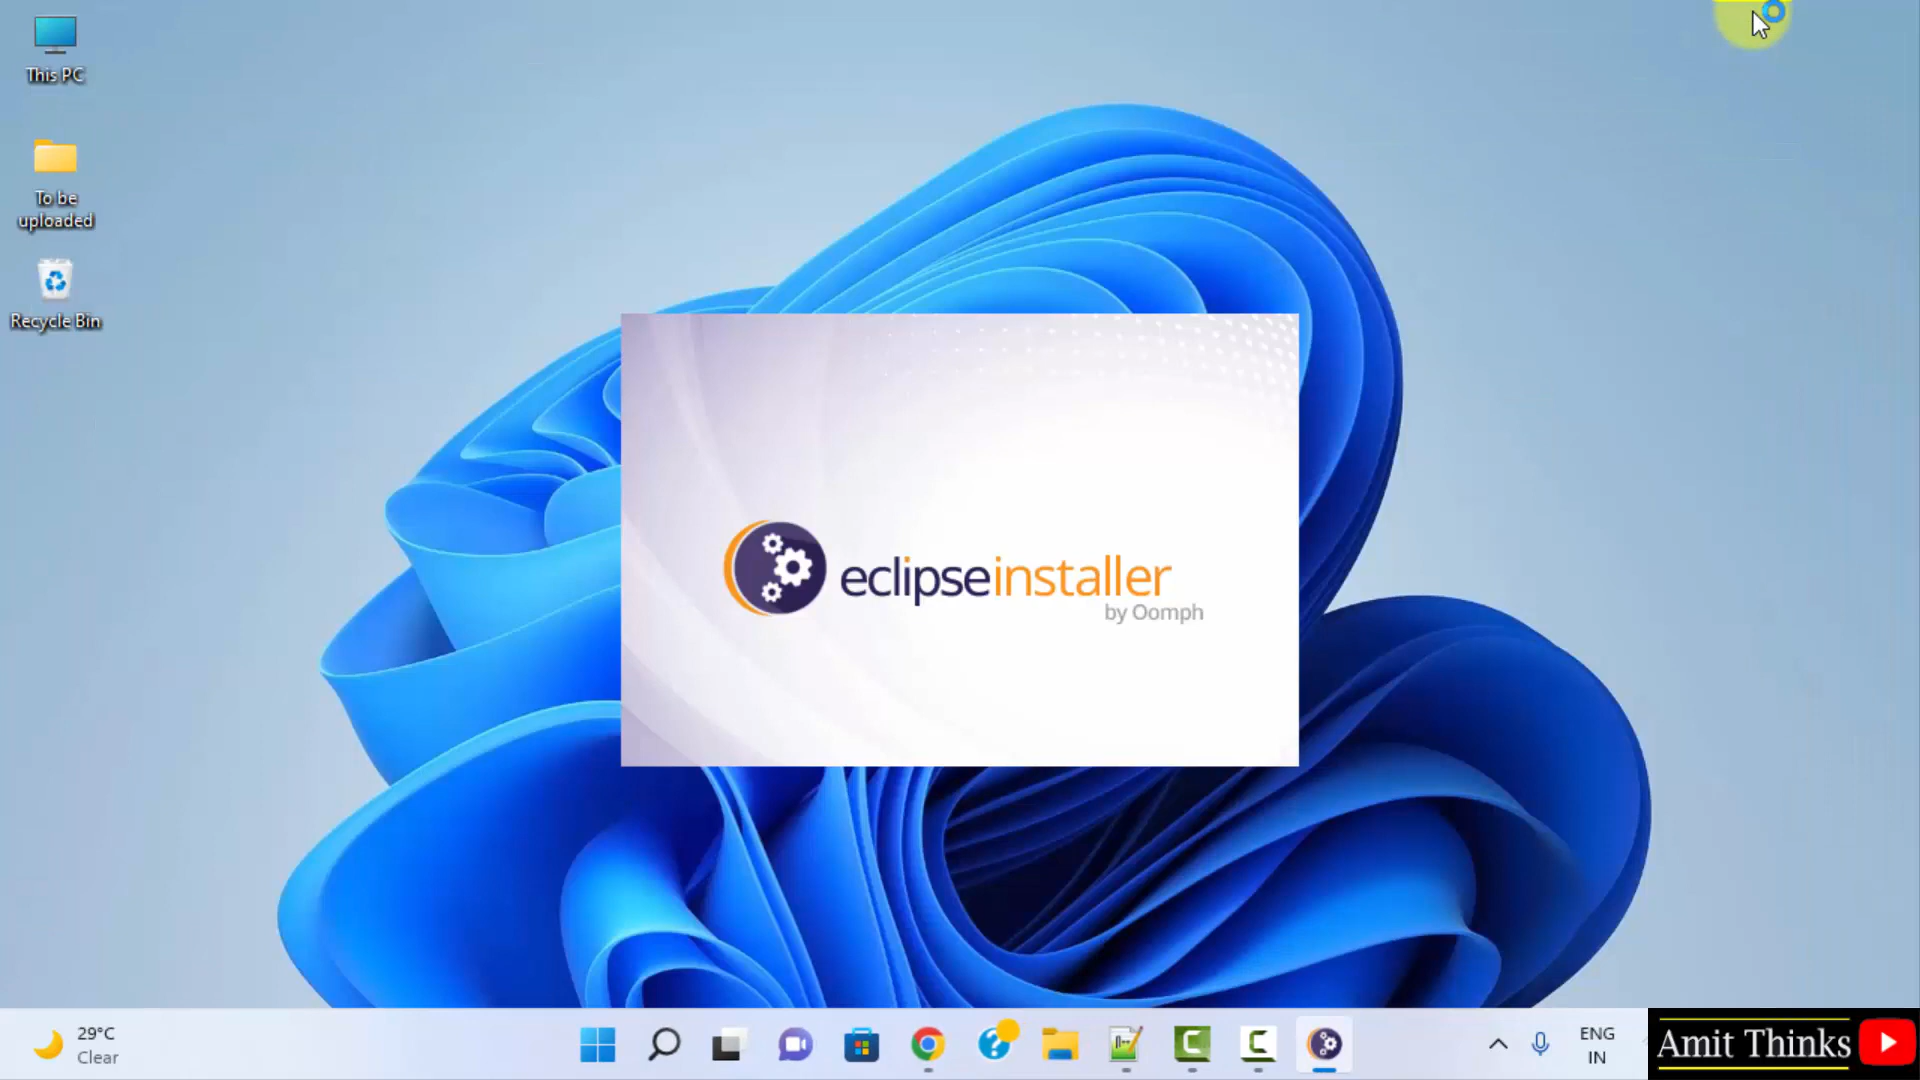 This PC
To be
uploaded
Recycle Bin
eclipseinstaller
by Oomph
29°C
Clear
ENG
IN
Amit Thinks